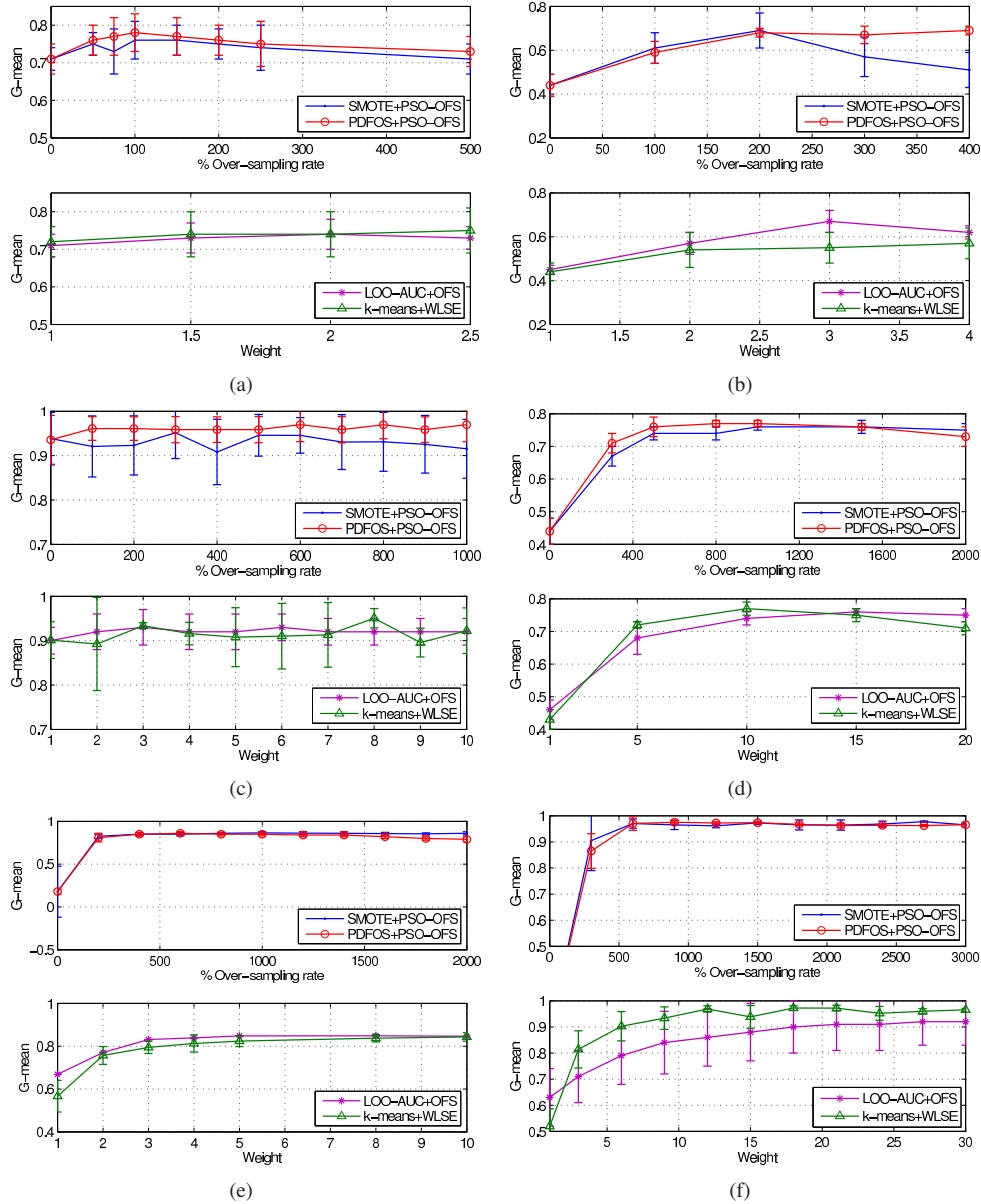 0.8
0.7
0.6
0.5
G-mean
0 100 200 300 400 500
% Over-sampling rate
SMOTE+PSO-OFS
PDFOS+PSO-OFS
0.8
0.7
0.6
0.5
G-mean
1 1.5 2 2.5
Weight
LOO-AUC+OFS
k-means+WLSE
(a)
0.8
0.6
0.4
0.2
G-mean
0 50 100 150 200 250 300 350 400
% Over-sampling rate
SMOTE+PSO-OFS
PDFOS+PSO-OFS
0.8
0.6
0.4
0.2
G-mean
1 1.5 2 2.5 3 3.5 4
Weight
LOO-AUC+OFS
k-means+WLSE
(b)
1
0.9
0.8
0.7
G-mean
0 200 400 600 800 1000
% Over-sampling rate
SMOTE+PSO-OFS
PDFOS+PSO-OFS
1
0.9
0.8
0.7
G-mean
1 2 3 4 5 6 7 8 9 10
Weight
LOO-AUC+OFS
k-means+WLSE
(c)
0.8
0.7
0.6
0.5
0.4
G-mean
0 400 800 1200 1600 2000
% Over-sampling rate
SMOTE+PSO-OFS
PDFOS+PSO-OFS
0.8
0.7
0.6
0.5
0.4
G-mean
1 5 10 15 20
Weight
LOO-AUC+OFS
k-means+WLSE
(d)
1
0.5
0
-0.5
G-mean
0 500 1000 1500 2000
% Over-sampling rate
SMOTE+PSO-OFS
PDFOS+PSO-OFS
1
0.8
0.6
0.4
G-mean
1 2 3 4 5 6 7 8 9 10
Weight
LOO-AUC+OFS
k-means+WLSE
(e)
1
0.9
0.8
0.7
0.6
0.5
G-mean
0 500 1000 1500 2000 2500 3000
% Over-sampling rate
SMOTE+PSO-OFS
PDFOS+PSO-OFS
1
0.9
0.8
0.7
0.6
0.5
G-mean
5 10 15 20 25 30
Weight
LOO-AUC+OFS
k-means+WLSE
(f)